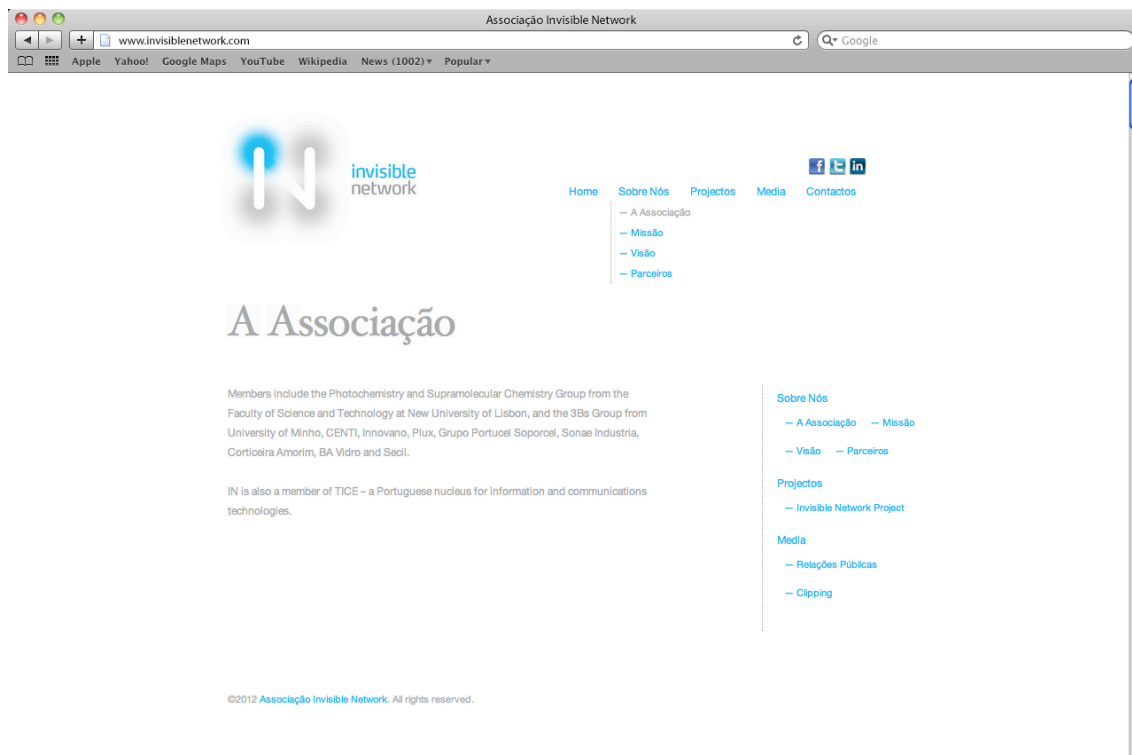 Associação Invisible Network
www.invisiblenetwork.com
Google
Apple Yahoo! Google Maps YouTube Wikipedia News (1002) Popular
IN
invisible
network
Home Sobre Nós Projectos Media Contactos
— A Associação
— Missão
— Visão
— Parceiros
A Associação
Members include the Photochemistry and Supramolecular Chemistry Group from the
Faculty of Science and Technology at New University of Lisbon, and the 3Bs Group from
University of Minho, CENTI, Innovano, Plux, Grupo Portucel Soporcel, Sonae Industria,
Corticeira Amorim, BA Vidro and Secil.
IN is also a member of TICE – a Portuguese nucleus for information and communications
technologies.
Sobre Nós
— A Associação — Missão
— Visão — Parceiros
Projectos
— Invisible Network Project
Media
— Relações Públicas
— Clipping
©2012 Associação Invisible Network. All rights reserved.